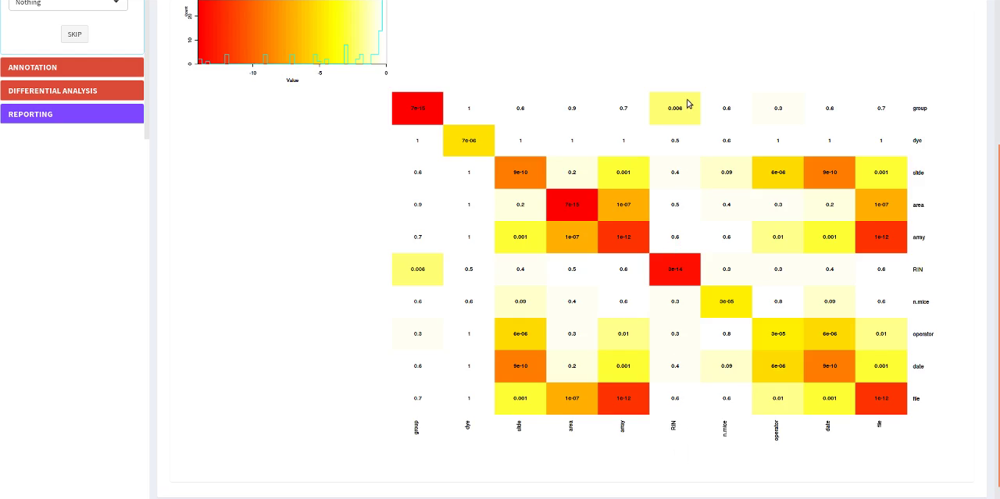 Nothing
SKIP
ANNOTATION
DIFFERENTIAL ANALYSIS
REPORTING
count
20
10
0
-10 -5 0
Value
7e-15 1 0.6 0.9 0.7 0.006 0.6 0.3 0.6 0.7 group
1 7e-06 1 1 1 0.5 0.6 1 1 1 dye
0.6 1 9e-10 0.2 0.001 0.4 0.09 6e-06 9e-10 0.001 slide
0.9 1 0.2 7e-15 1e-07 0.5 0.4 0.3 0.2 1e-07 area
0.7 1 0.001 1e-07 1e-12 0.6 0.6 0.01 0.001 1e-12 array
0.006 0.5 0.4 0.5 0.6 3e-14 0.3 0.3 0.4 0.6 RIN
0.6 0.6 0.09 0.4 0.6 0.3 3e-05 0.8 0.09 0.6 n.mice
0.3 1 6e-06 0.3 0.01 0.3 0.8 3e-05 6e-06 0.01 operator
0.6 1 9e-10 0.2 0.001 0.4 0.09 6e-06 9e-10 0.001 date
0.7 1 0.001 1e-07 1e-12 0.6 0.6 0.01 0.001 1e-12 file
group dye slide area array RIN n.mice operator date file